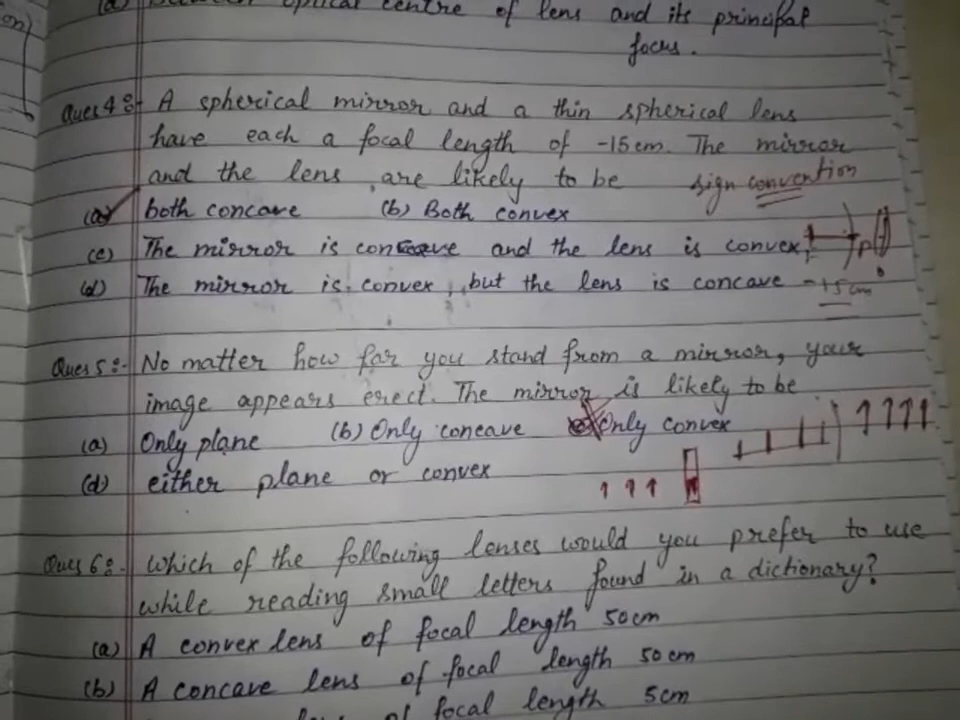 (a) Between optical centre of lens and its principal
focus.
Ques 4:- A spherical mirror and a thin spherical lens
have each a focal length of -15cm. The mirror
and the lens are likely to be
sign convention
(a) both concave (b) Both convex
(c) The mirror is concave and the lens is convex
(d) The mirror is convex, but the lens is concave
-15cm
Ques 5:- No matter how far you stand from a mirror, your
image appears erect. The mirror is likely to be
(a) Only plane (b) Only concave (c) Only convex
(d) either plane or convex
Ques 6:- Which of the following lenses would you prefer to use
while reading small letters found in a dictionary?
(a) A convex lens of focal length 50cm
(b) A concave lens of focal length 50cm
of focal length 5cm